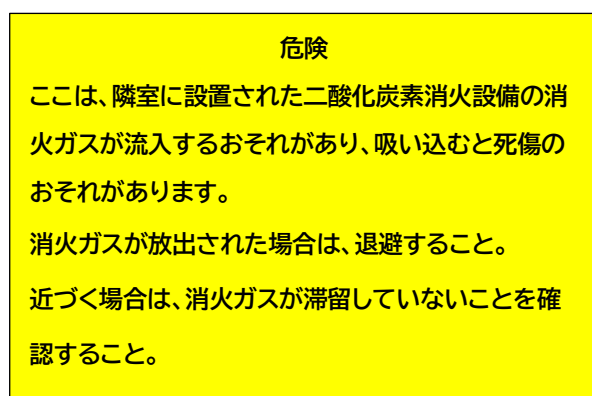 危険
ここは、隣室に設置された二酸化炭素消火設備の消
火ガスが流入するおそれがあり、吸い込むと死傷の
おそれがあります。
消火ガスが放出された場合は、退避すること。
近づく場合は、消火ガスが滞留していないことを確
認すること。